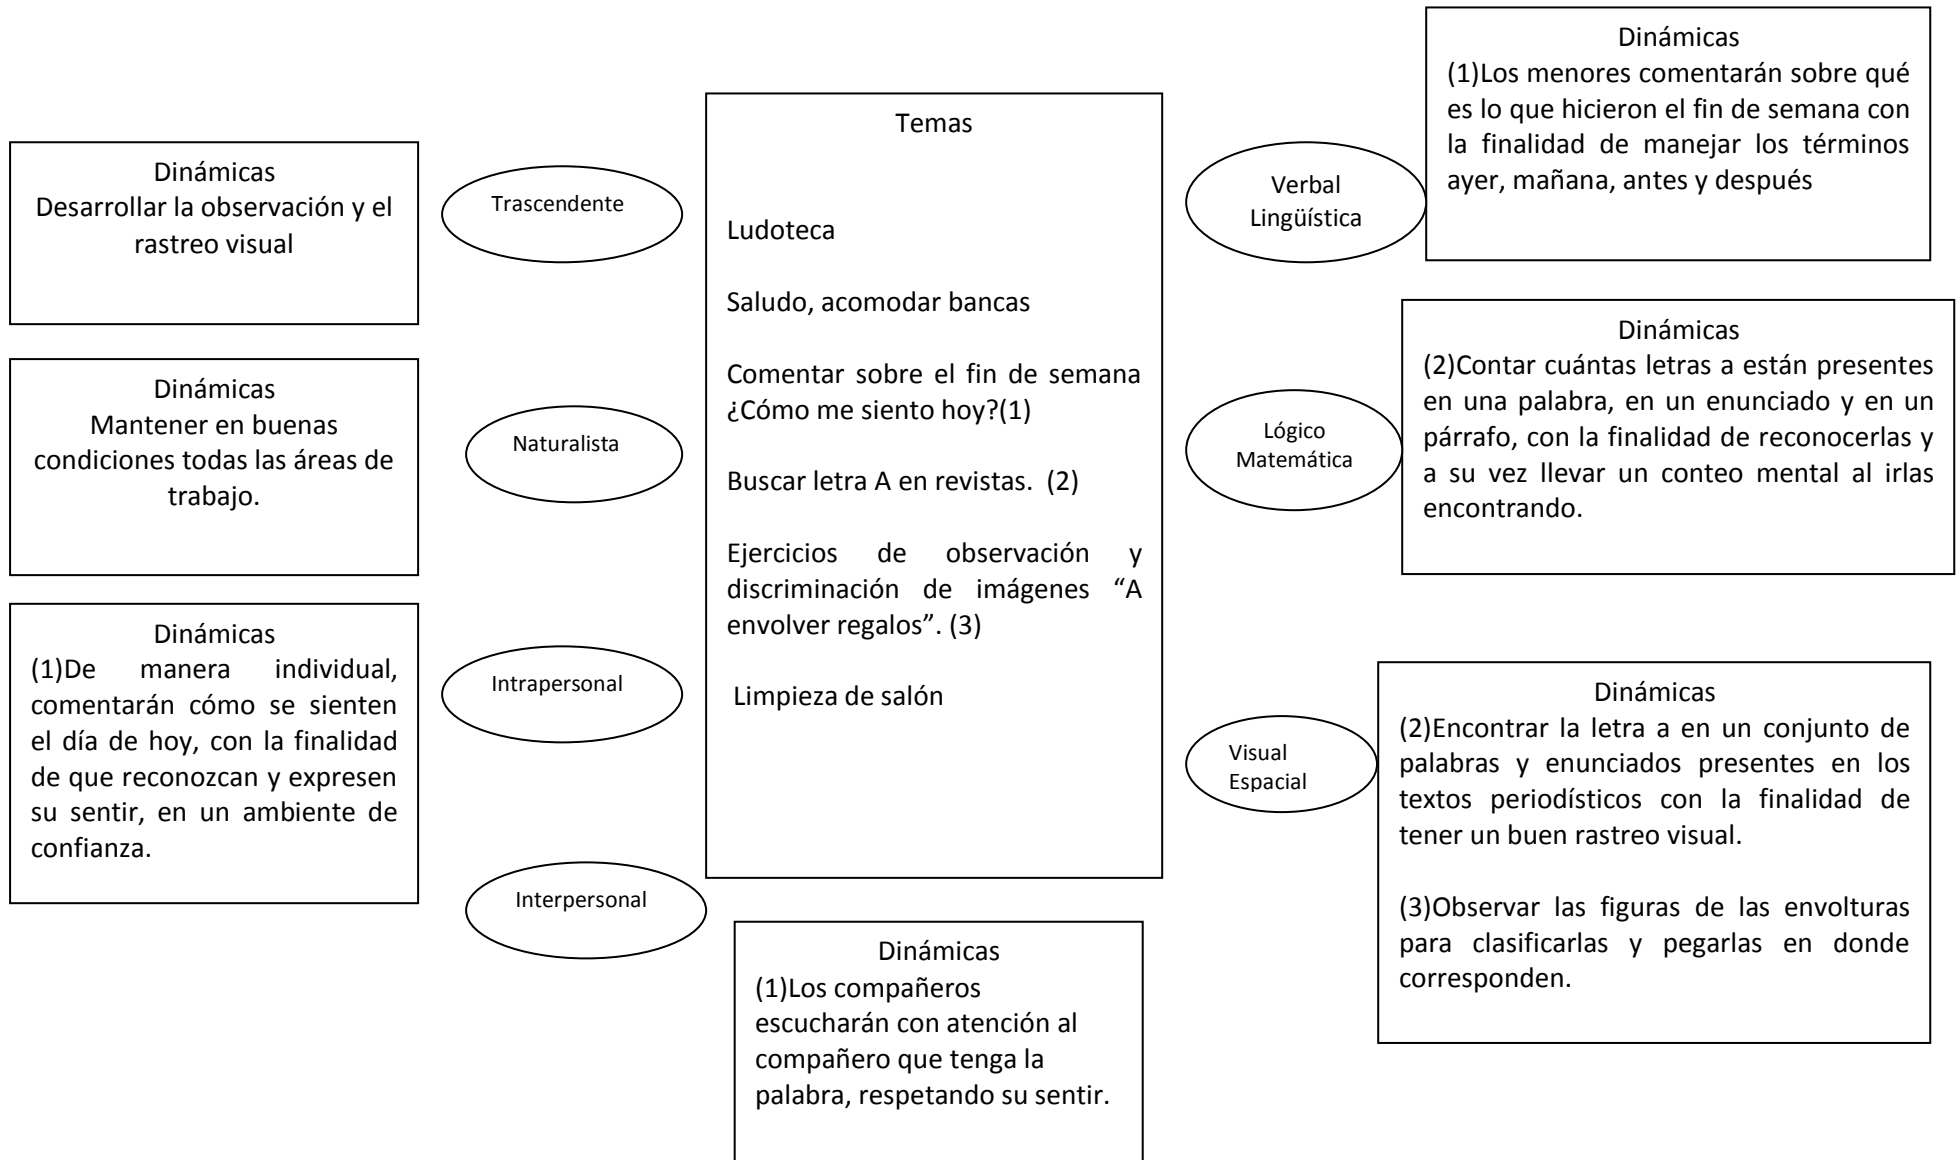 Dinámicas
Desarrollar la observación y el
rastreo visual
Trascendente
Dinámicas
Mantener en buenas
condiciones todas las áreas de
trabajo.
Naturalista
Dinámicas
(1)De manera individual,
comentarán cómo se sienten
el día de hoy, con la finalidad
de que reconozcan y expresen
su sentir, en un ambiente de
confianza.
Intrapersonal
Interpersonal
Dinámicas
(1)Los compañeros
escucharán con atención al
compañero que tenga la
palabra, respetando su sentir.
Temas
Ludoteca
Saludo, acomodar bancas
Comentar sobre el fin de semana
¿Cómo me siento hoy?(1)
Buscar letra A en revistas. (2)
Ejercicios de observación y
discriminación de imágenes “A
envolver regalos”. (3)
Limpieza de salón
Verbal
Lingüística
Dinámicas
(1)Los menores comentarán sobre qué
es lo que hicieron el fin de semana con
la finalidad de manejar los términos
ayer, mañana, antes y después
Lógico
Matemática
Dinámicas
(2)Contar cuántas letras a están presentes
en una palabra, en un enunciado y en un
párrafo, con la finalidad de reconocerlas y
a su vez llevar un conteo mental al irlas
encontrando.
Visual
Espacial
Dinámicas
(2)Encontrar la letra a en un conjunto de
palabras y enunciados presentes en los
textos periodísticos con la finalidad de
tener un buen rastreo visual.
(3)Observar las figuras de las envolturas
para clasificarlas y pegarlas en donde
corresponden.